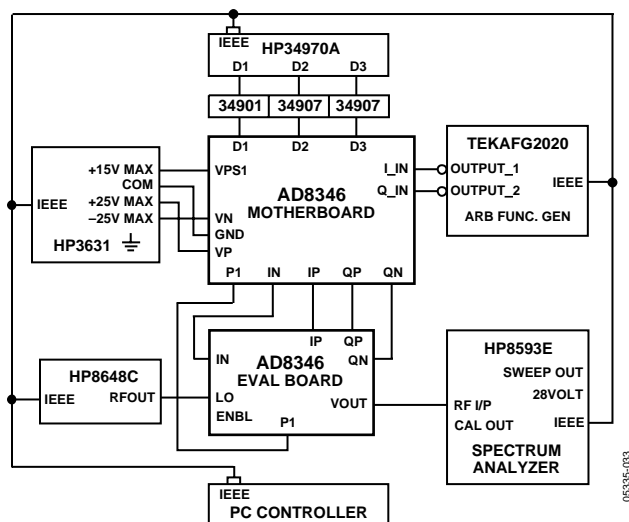 IEEE
HP34970A
D1 D2 D3
34901 34907 34907
D1 D2 D3
+15V MAX
COM
+25V MAX
–25V MAX
IEEE
HP3631
VPS1
VN
GND
VP
AD8346
MOTHERBOARD
I_IN
Q_IN
P1 IN IP QP QN
TEKAFG2020
OUTPUT_1
OUTPUT_2
IEEE
ARB FUNC. GEN
HP8648C
IEEE RFOUT
IP QP
IN QN
AD8346
EVAL BOARD
LO
ENBL
VOUT
P1
HP8593E
SWEEP OUT
28VOLT
RF I/P
CAL OUT
IEEE
SPECTRUM
ANALYZER
IEEE
PC CONTROLLER
05335-033